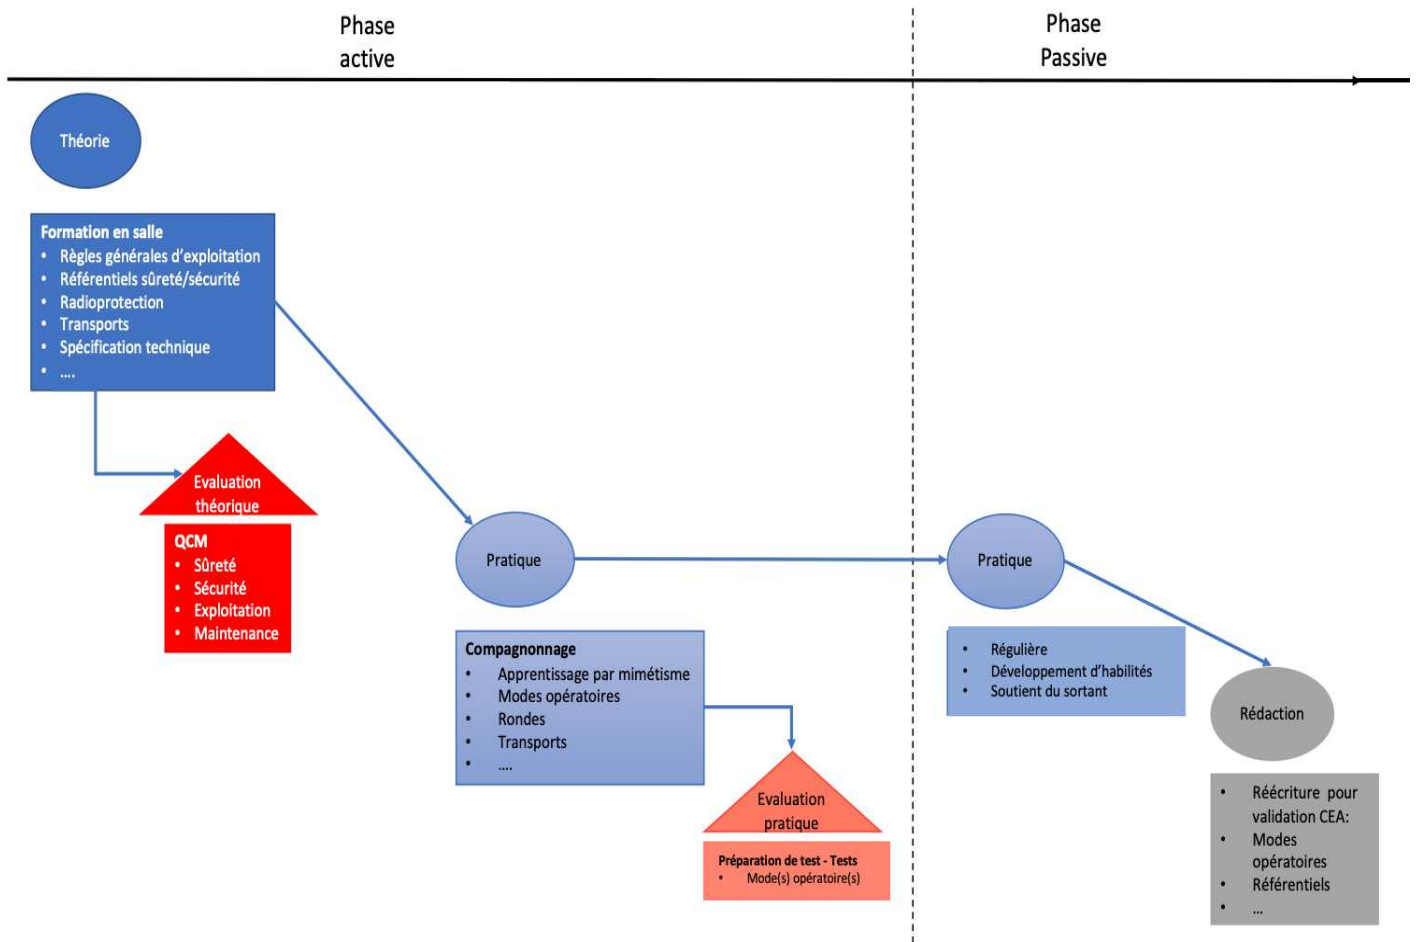 Phase
active
Phase
Passive
Théorie
Formation en salle
• Règles générales d'exploitation
• Référentiels sûreté/sécurité
• Radioprotection
• Transports
• Spécification technique
• ....
Evaluation
théorique
QCM
• Sûreté
• Sécurité
• Exploitation
• Maintenance
Pratique
Compagnonnage
• Apprentissage par mimétisme
• Modes opératoires
• Rondes
• Transports
• ....
Evaluation
pratique
Préparation de test - Tests
• Mode(s) opératoire(s)
Pratique
• Régulière
• Développement d'habilités
• Soutient du sortant
Rédaction
• Réécriture pour
validation CEA:
• Modes
opératoires
• Référentiels
• ...